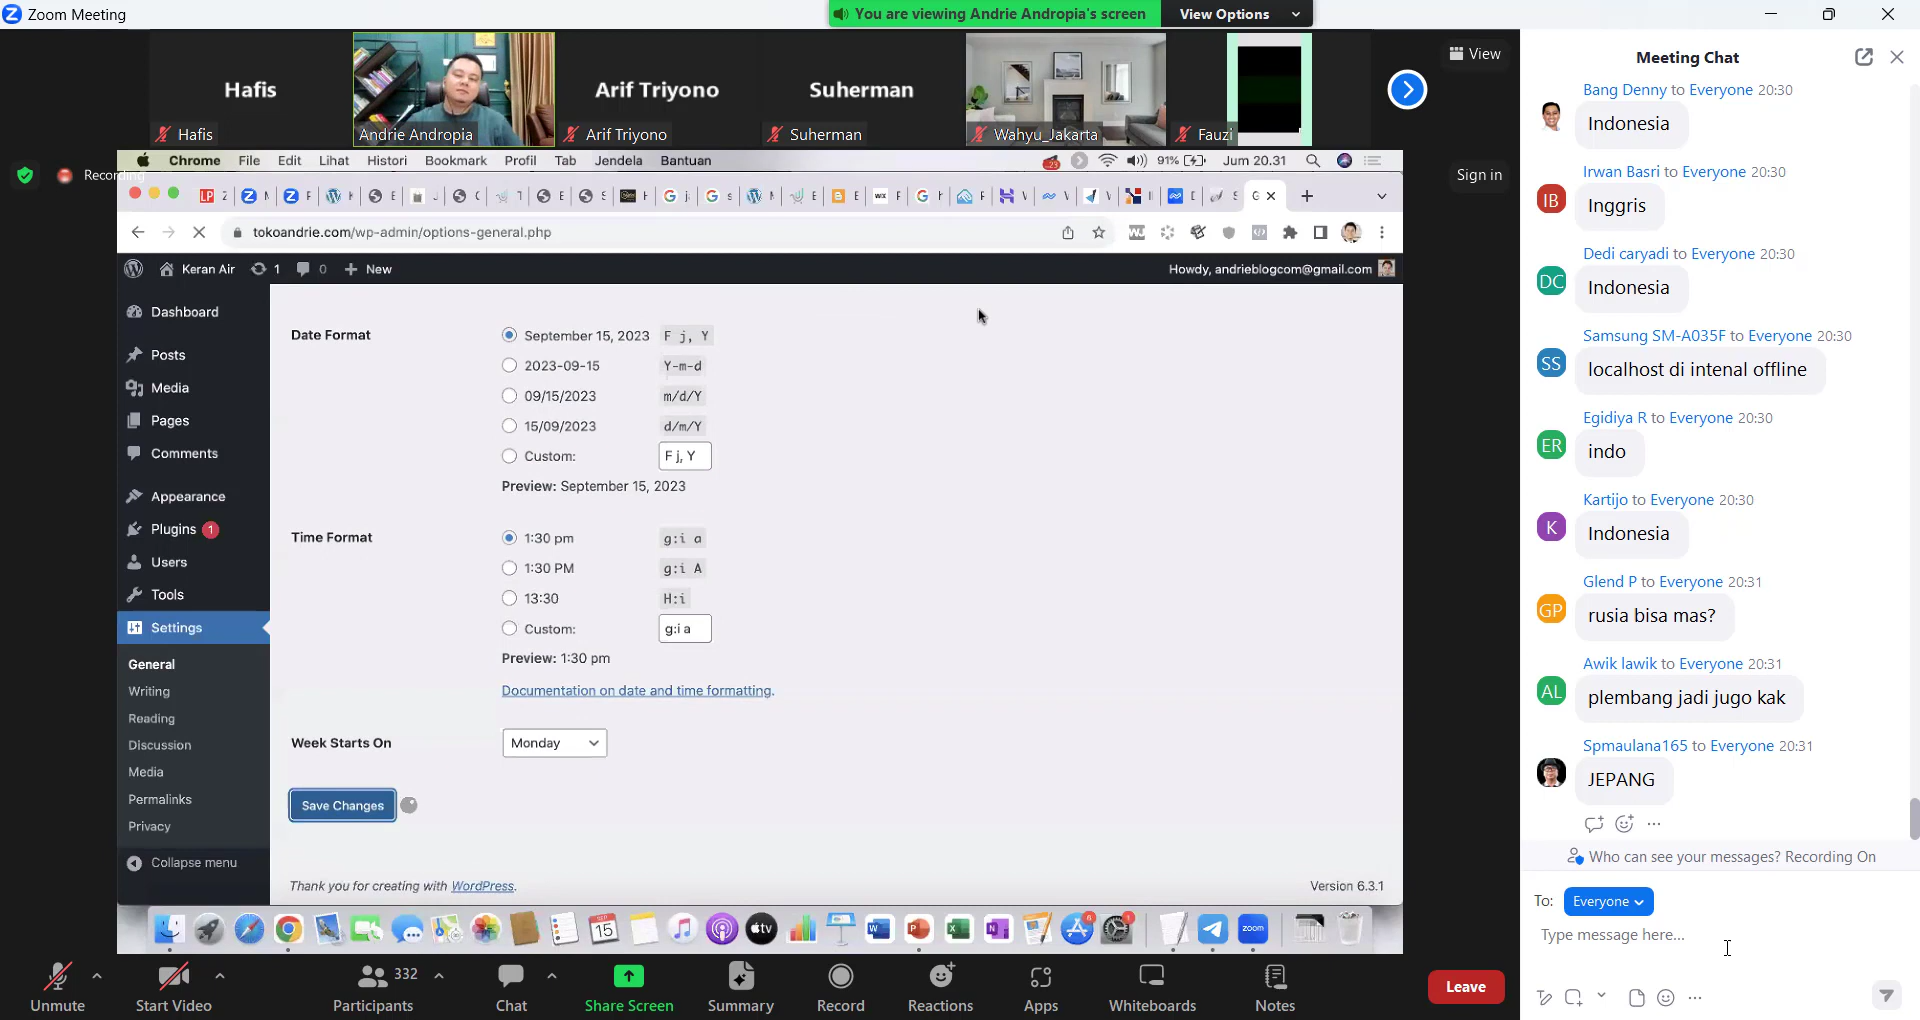 Zoom Meeting
You are viewing Andrie Andropia's screen
View Options
Hafis
Arif Triyono
Suherman
Hafis
Andrie Andropia
Arif Triyono
Suherman
Wahyu_Jakarta
Fauzi
View
Recording
Sign in
Chrome File Edit Lihat Histori Bookmark Profil Tab Jendela Bantuan
91% Jum 20.31
tokoandrie.com/wp-admin/options-general.php
Keran Air 1 0 + New
Howdy, andrieblogcom@gmail.com
Dashboard
Posts
Media
Pages
Comments
Appearance
Plugins 1
Users
Tools
Settings
General
Writing
Reading
Discussion
Media
Permalinks
Privacy
Collapse menu
Date Format
September 15, 2023 F j, Y
2023-09-15 Y-m-d
09/15/2023 m/d/Y
15/09/2023 d/m/Y
Custom: F j, Y
Preview: September 15, 2023
Time Format
1:30 pm g:i a
1:30 PM g:i A
13:30 H:i
Custom: g:i a
Preview: 1:30 pm
Documentation on date and time formatting.
Week Starts On
Monday
Save Changes
Thank you for creating with WordPress.
Version 6.3.1
Unmute
Start Video
332
Participants
Chat
Share Screen
Summary
Record
Reactions
Apps
Whiteboards
Notes
Leave
Meeting Chat
Bang Denny to Everyone 20:30
Indonesia
Irwan Basri to Everyone 20:30
IB
Inggris
Dedi caryadi to Everyone 20:30
DC
Indonesia
Samsung SM-A035F to Everyone 20:30
SS
localhost di intenal offline
Egidiya R to Everyone 20:30
ER
indo
Kartijo to Everyone 20:30
K
Indonesia
Glend P to Everyone 20:31
GP
rusia bisa mas?
Awik lawik to Everyone 20:31
AL
plembang jadi jugo kak
Spmaulana165 to Everyone 20:31
JEPANG
Who can see your messages? Recording On
To: Everyone
Type message here...